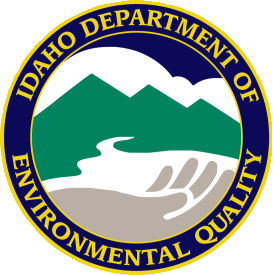 IDAHO DEPARTMENT OF
ENVIRONMENTAL QUALITY